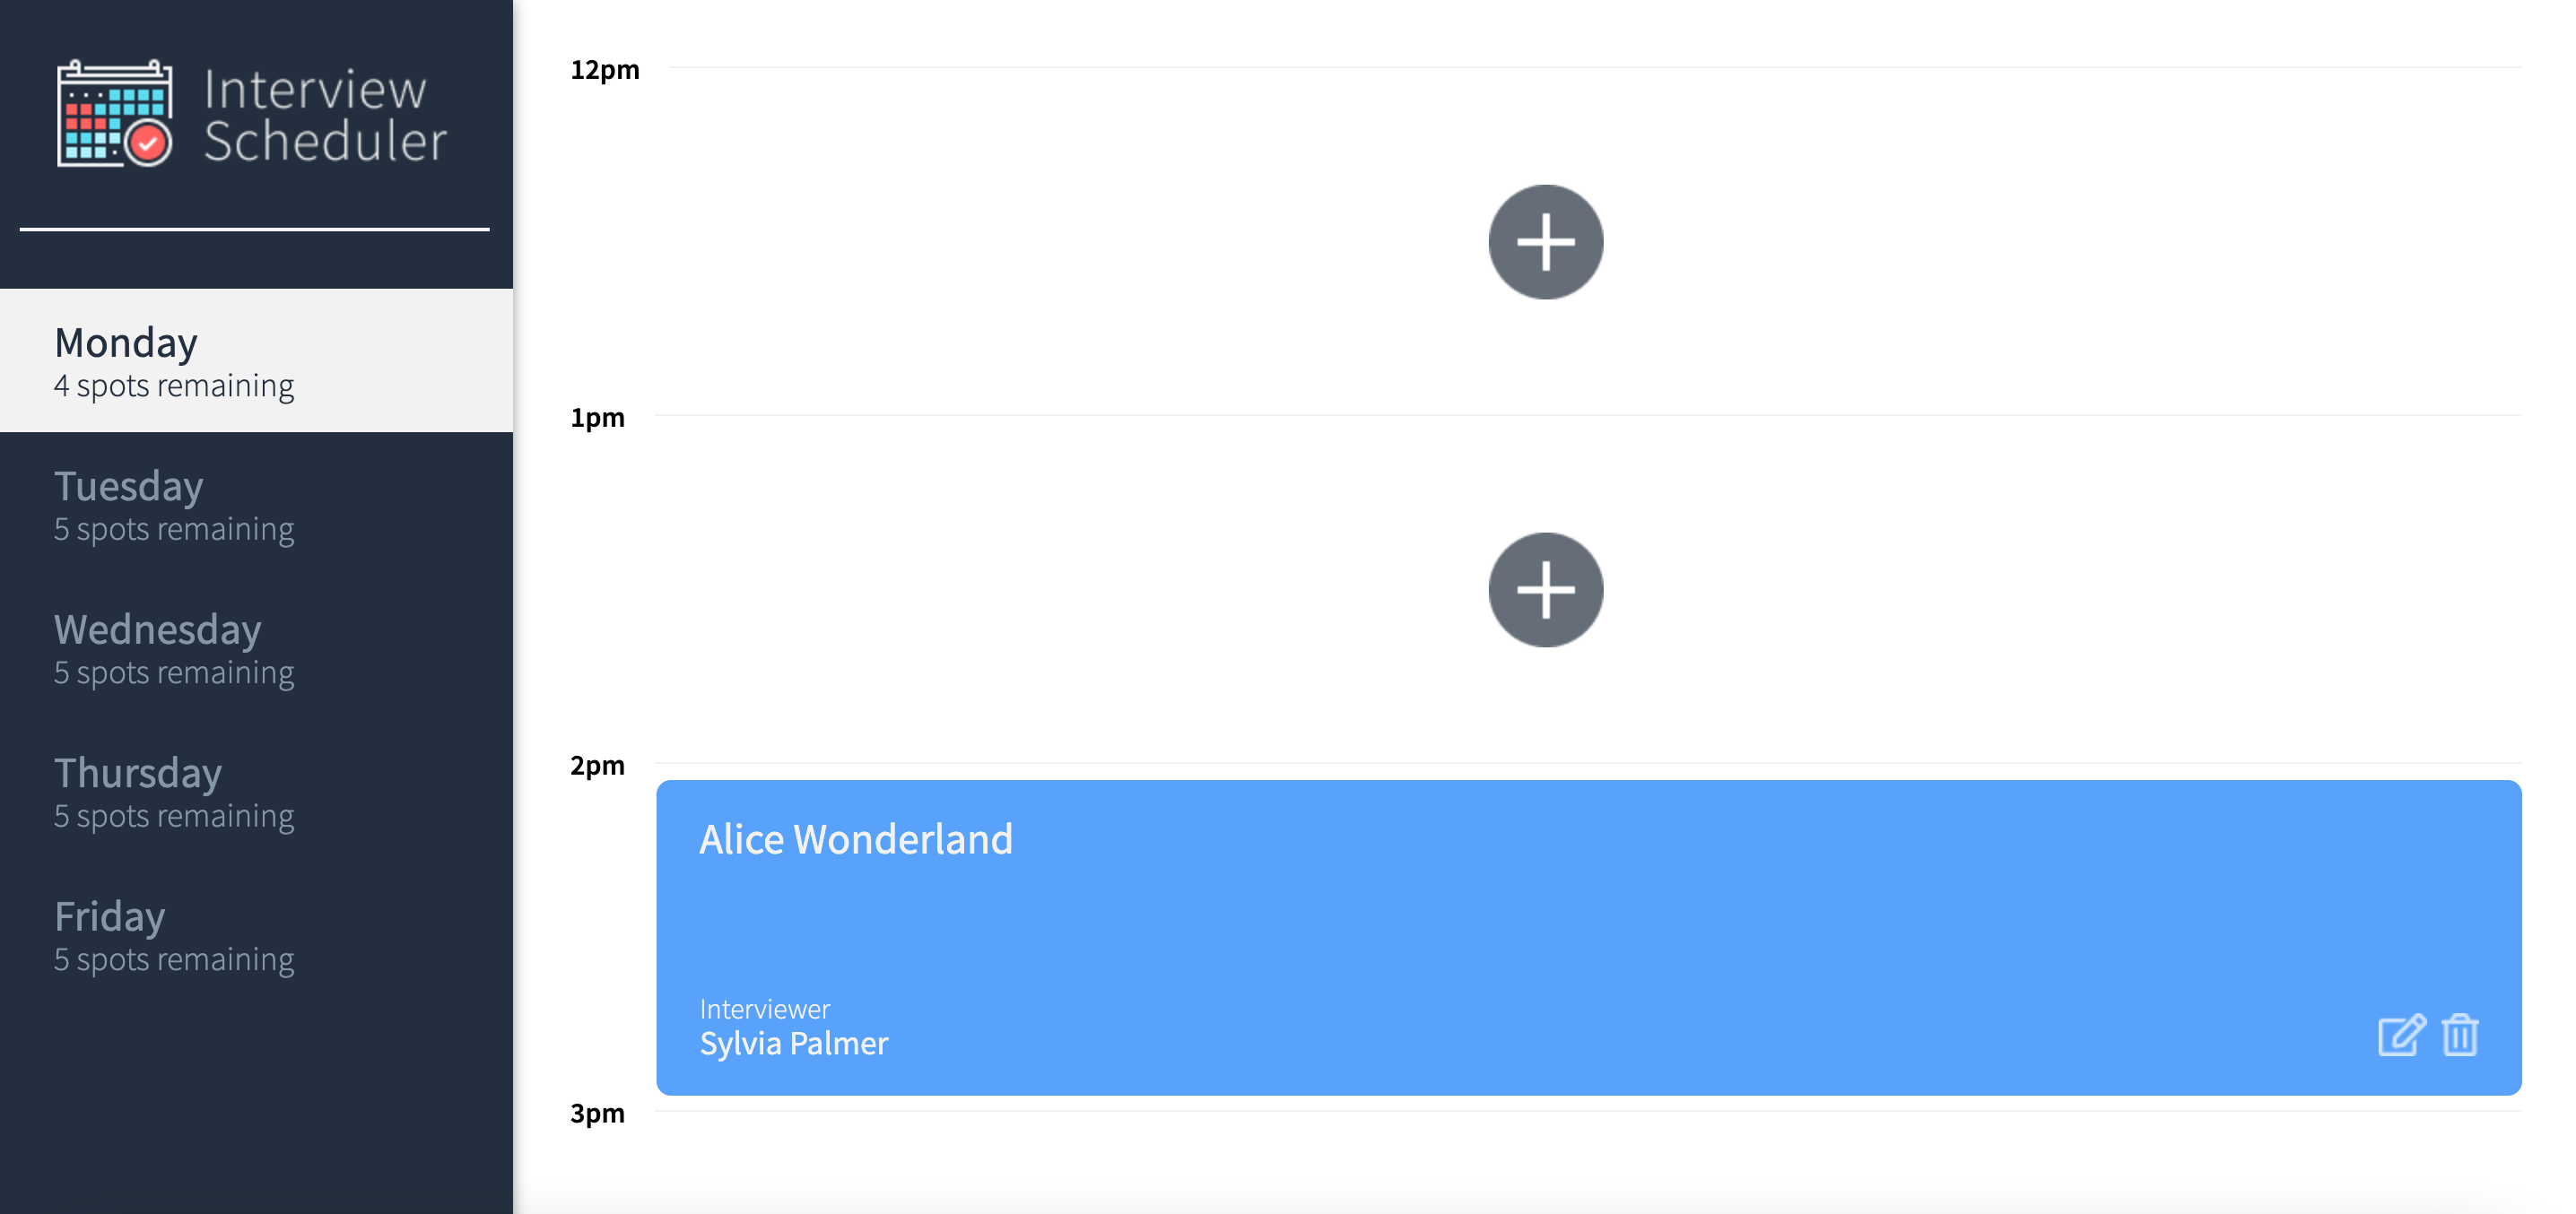 Interview
Scheduler
Monday
4 spots remaining
Tuesday
5 spots remaining
Wednesday
5 spots remaining
Thursday
5 spots remaining
Friday
5 spots remaining
12pm
1pm
2pm
Alice Wonderland
Interviewer
Sylvia Palmer
3pm